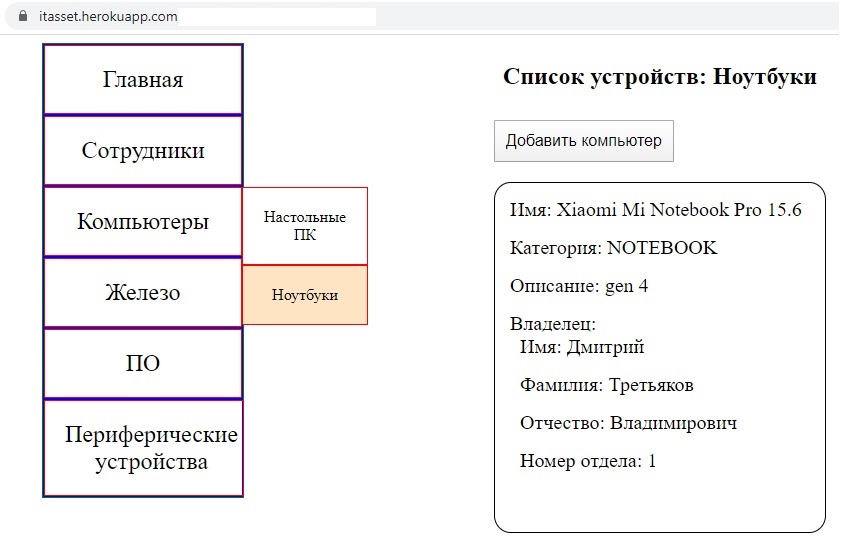 itasset.herokuapp.com
Главная
Сотрудники
Компьютеры
Железо
ПО
Периферические
устройства
Настольные
ПК
Ноутбуки
Список устройств: Ноутбуки
Добавить компьютер
Имя: Xiaomi Mi Notebook Pro 15.6
Категория: NOTEBOOK
Описание: gen 4
Владелец:
Имя: Дмитрий
Фамилия: Третьяков
Отчество: Владимирович
Номер отдела: 1